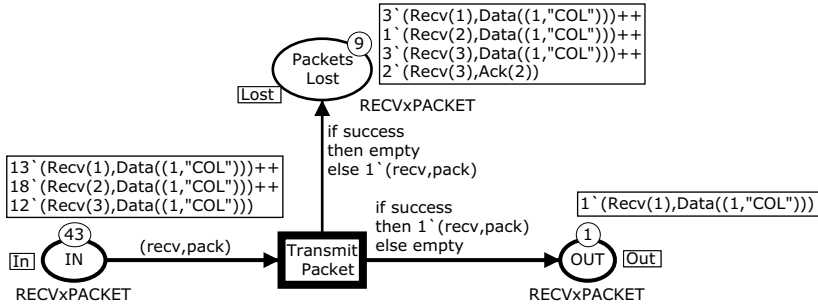 3`(Recv(1),Data((1,"COL")))++
1`(Recv(2),Data((1,"COL")))++
3`(Recv(3),Data((1,"COL")))++
2`(Recv(3),Ack(2))
9
Packets
Lost
Lost
RECVxPACKET
if success
then empty
else 1`(recv,pack)
13`(Recv(1),Data((1,"COL")))++
18`(Recv(2),Data((1,"COL")))++
12`(Recv(3),Data((1,"COL")))
1`(Recv(1),Data((1,"COL")))
if success
then 1`(recv,pack)
else empty
43
IN
In
(recv,pack)
Transmit
Packet
1
OUT
Out
RECVxPACKET
RECVxPACKET